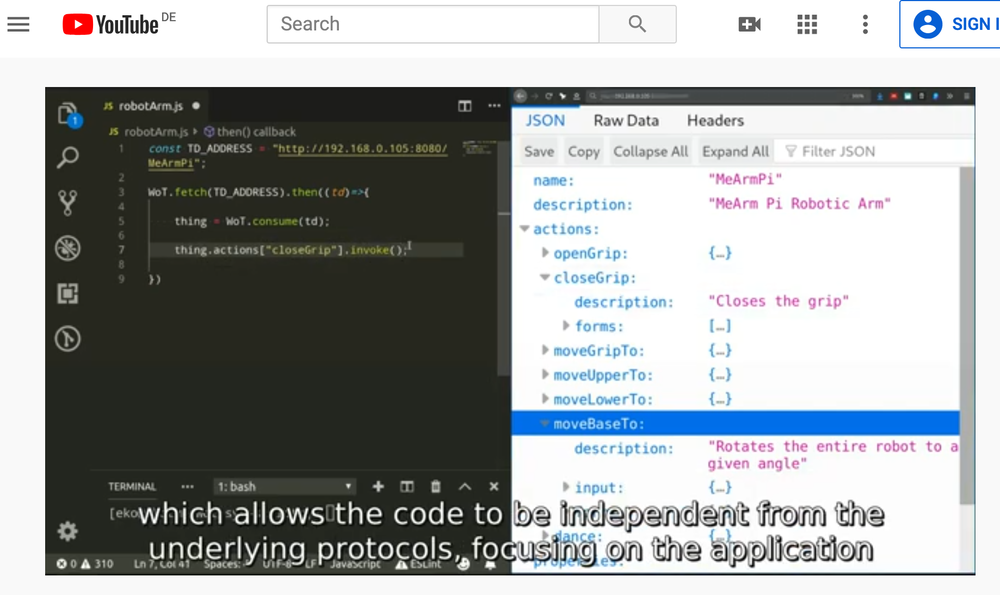 YouTube DE
Search
SIGN I
JS robotArm.js
JS robotArm.js then() callback
1 const TD_ADDRESS = "http://192.168.0.105:8080/
MeArmPi";
2
3 WoT.fetch(TD_ADDRESS).then((td)=>{
4
5 thing = WoT.consume(td);
6
7 thing.actions["closeGrip"].invoke();
8
9 })
TERMINAL ··· 1: bash
0 310 Ln 7, Col 41 Spaces: UTF-8 LF JavaScript ESLint
JSON Raw Data Headers
Save Copy Collapse All Expand All Filter JSON
name: "MeArmPi"
description: "MeArm Pi Robotic Arm"
actions:
openGrip: {…}
closeGrip:
description: "Closes the grip"
forms: […]
moveGripTo: {…}
moveUpperTo: {…}
moveLowerTo: {…}
moveBaseTo:
description: "Rotates the entire robot to a
given angle"
input: {…}
dance: {…}
properties:
which allows the code to be independent from the
underlying protocols, focusing on the application